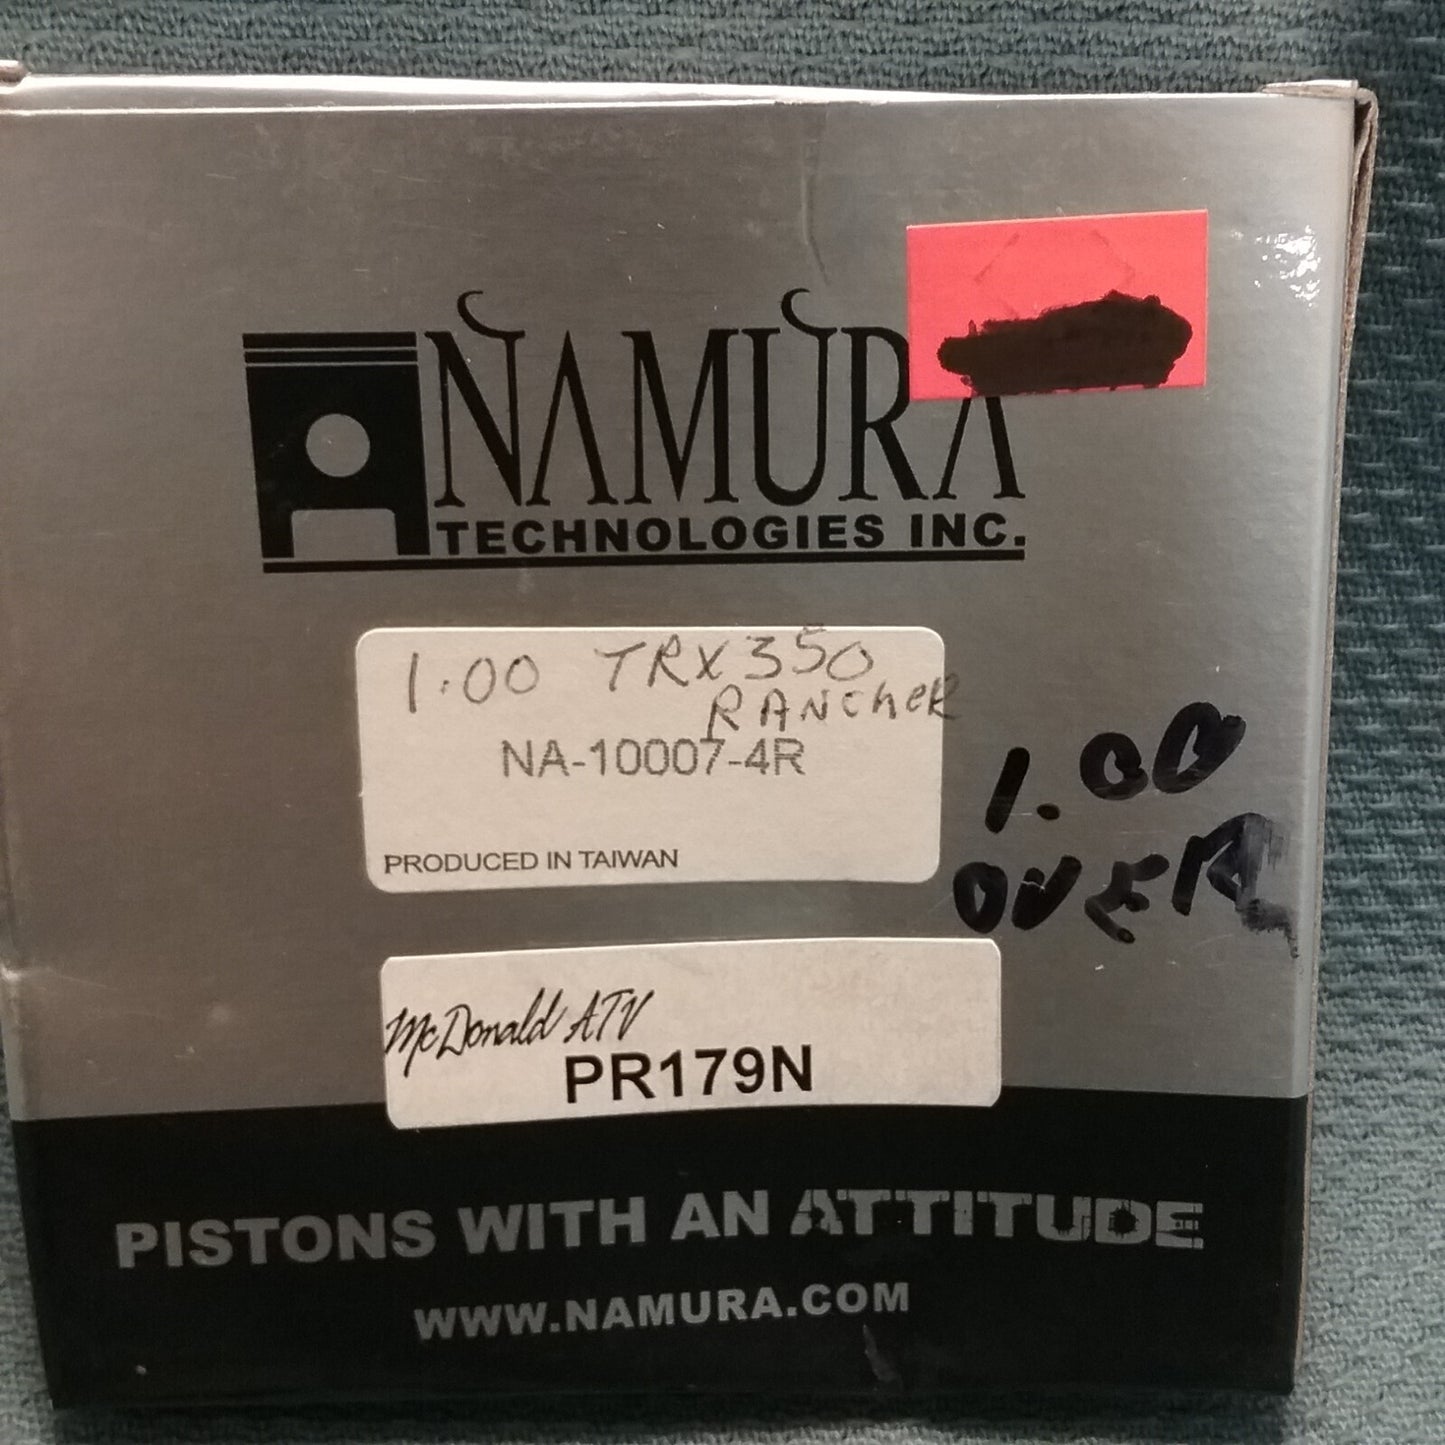 NAMURA
TECHNOLOGIES INC.
1.00 TRX350
RANCHER
NA-10007-4R
PRODUCED IN TAIWAN
1.00
OVER
McDonald ATV
PR179N
PISTONS WITH AN ATTITUDE
WWW.NAMURA.COM